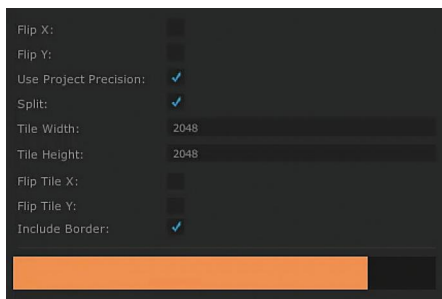 Flip X:
Flip Y:
Use Project Precision:
Split:
Tile Width: 2048
Tile Height: 2048
Flip Tile X:
Flip Tile Y:
Include Border: